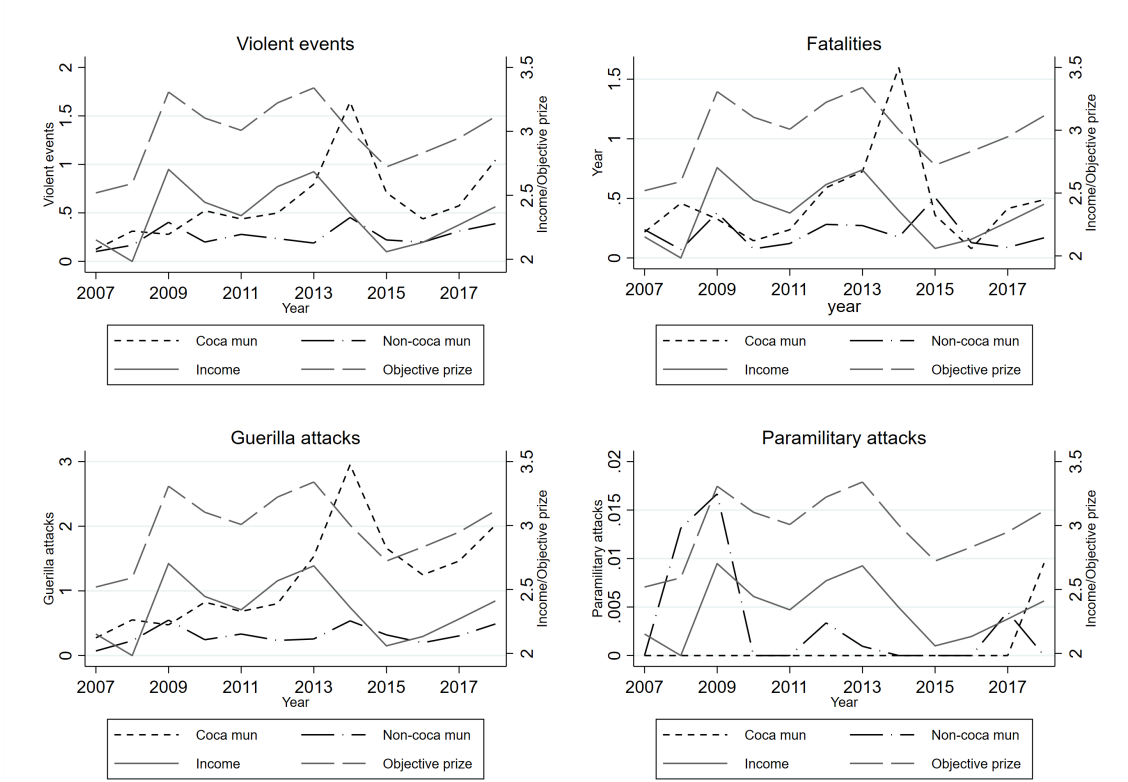 Violent events
Violent events
0
.5
1
1.5
2
Income/Objective prize
2
2.5
3
3.5
2007 2009 2011 2013 2015 2017
Year
Coca mun Non-coca mun
Income Objective prize
Fatalities
Year
0
.5
1
1.5
Income/Objective prize
2
2.5
3
3.5
2007 2009 2011 2013 2015 2017
year
Coca mun Non-coca mun
Income Objective prize
Guerilla attacks
Guerilla attacks
0
1
2
3
Income/Objective prize
2
2.5
3
3.5
2007 2009 2011 2013 2015 2017
Year
Coca mun Non-coca mun
Income Objective prize
Paramilitary attacks
Paramilitary attacks
0
.005
.01
.015
.02
Income/Objective prize
2
2.5
3
3.5
2007 2009 2011 2013 2015 2017
Year
Coca mun Non-coca mun
Income Objective prize